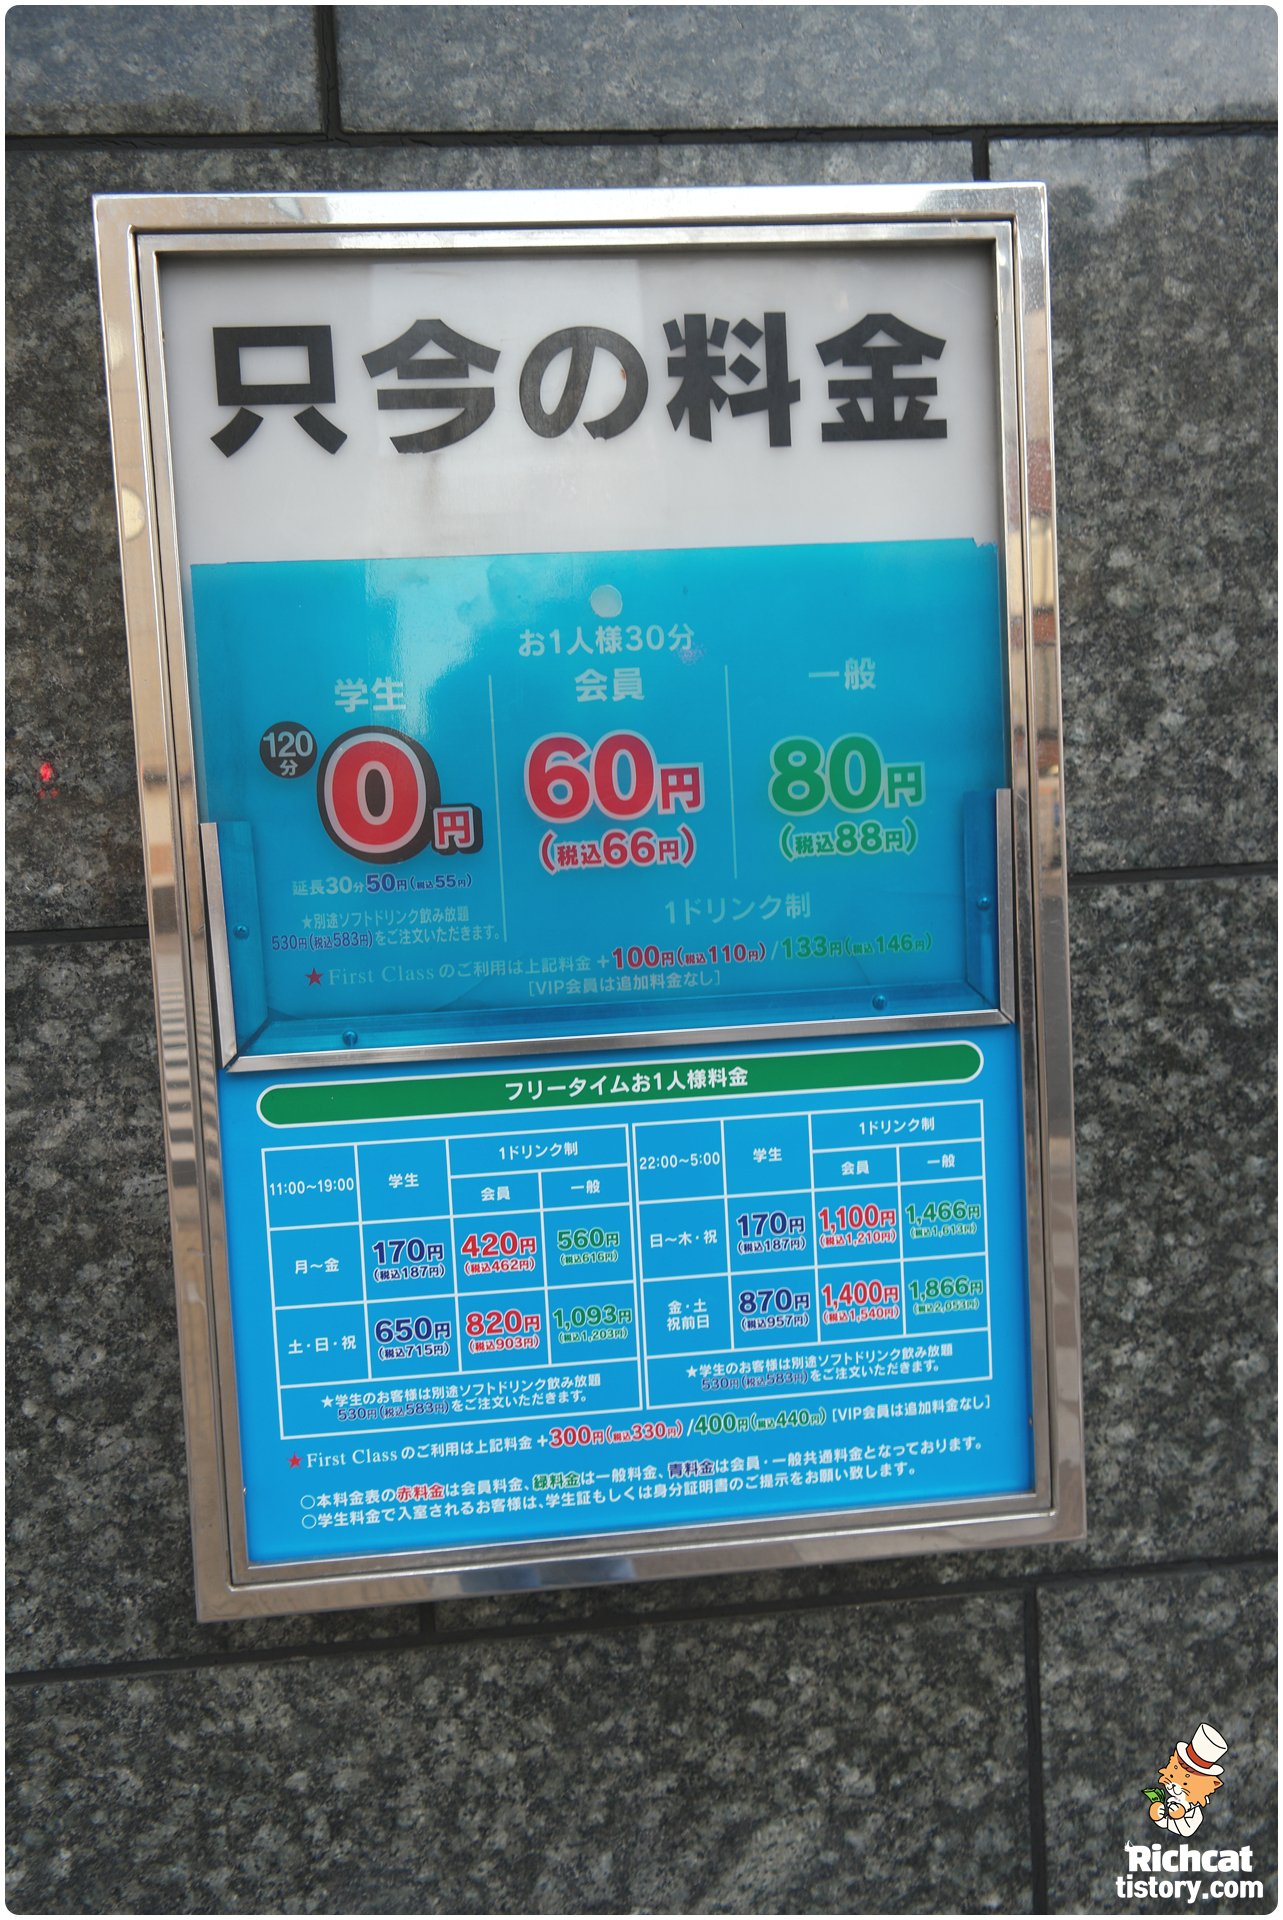 只今の料金
お1人様30分
学生
会員
一般
120分
0円
60円
(税込66円)
80円
(税込88円)
延長30分50円(税込55円)
★別途ソフトドリンク飲み放題
530円(税込583円)をご注文いただきます。
1ドリンク制
★First Classのご利用は上記料金+100円(税込110円)/133円(税込146円)
[VIP会員は追加料金なし]
フリータイムお1人様料金
11:00~19:00 学生 1ドリンク制
会員 一般
月~金 170円 420円 560円
(税込187円) (税込462円) (税込616円)
土・日・祝 650円 820円 1,093円
(税込715円) (税込903円) (税込1,203円)
★学生のお客様は別途ソフトドリンク飲み放題
530円(税込583円)をご注文いただきます。
22:00~5:00 学生 1ドリンク制
会員 一般
日~木・祝 170円 1,100円 1,466円
(税込187円) (税込1,210円) (税込1,613円)
金・土
祝前日 870円 1,400円 1,866円
(税込957円) (税込1,540円) (税込2,053円)
★学生のお客様は別途ソフトドリンク飲み放題
530円(税込583円)をご注文いただきます。
★First Classのご利用は上記料金+300円(税込330円)/400円(税込440円)[VIP会員は追加料金なし]
○本料金表の赤料金は会員料金、緑料金は一般料金、青料金は会員・一般共通料金となっております。
○学生料金で入室されるお客様は、学生証もしくは身分証明書のご提示をお願い致します。
Richcat
tistory.com